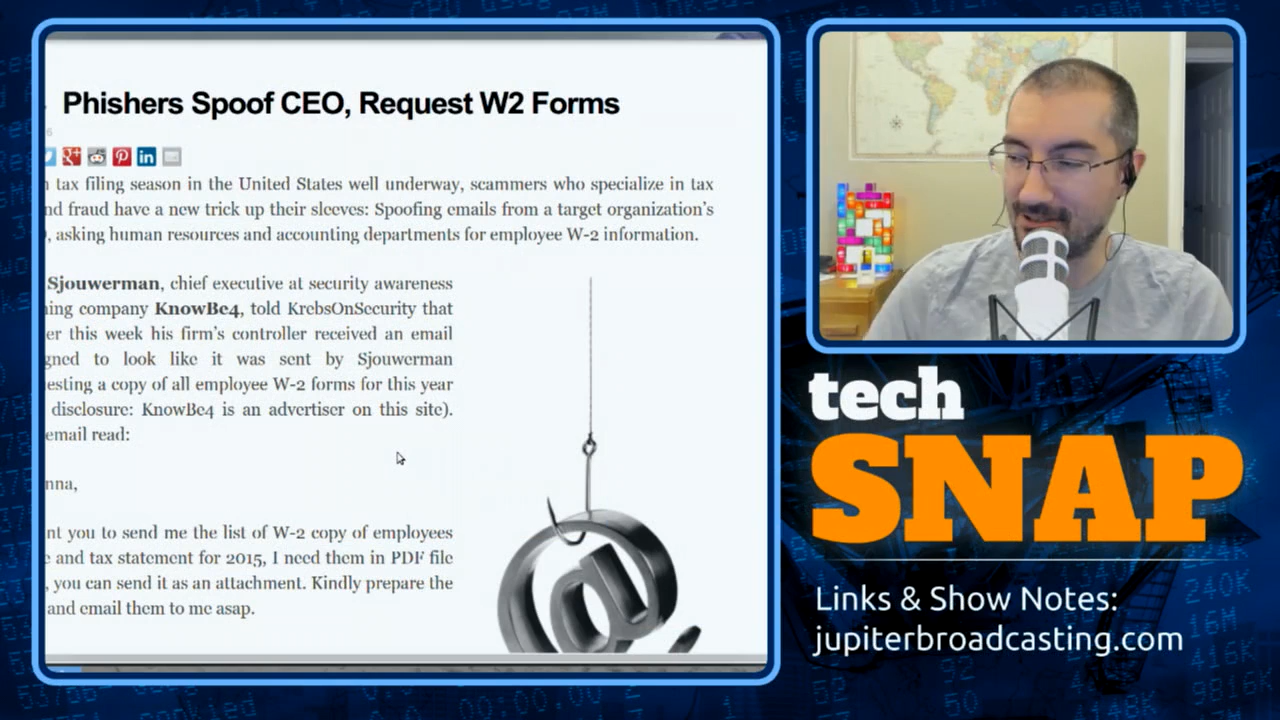 Phishers Spoof CEO, Request W2 Forms
tax filing season in the United States well underway, scammers who specialize in tax
nd fraud have a new trick up their sleeves: Spoofing emails from a target organization's
, asking human resources and accounting departments for employee W-2 information.
Sjouwerman, chief executive at security awareness
ing company KnowBe4, told KrebsOnSecurity that
er this week his firm's controller received an email
gned to look like it was sent by Sjouwerman
esting a copy of all employee W-2 forms for this year
disclosure: KnowBe4 is an advertiser on this site).
email read:
nna,
nt you to send me the list of W-2 copy of employees
e and tax statement for 2015, I need them in PDF file
, you can send it as an attachment. Kindly prepare the
and email them to me asap.
tech
SNAP
Links & Show Notes:
jupiterbroadcasting.com